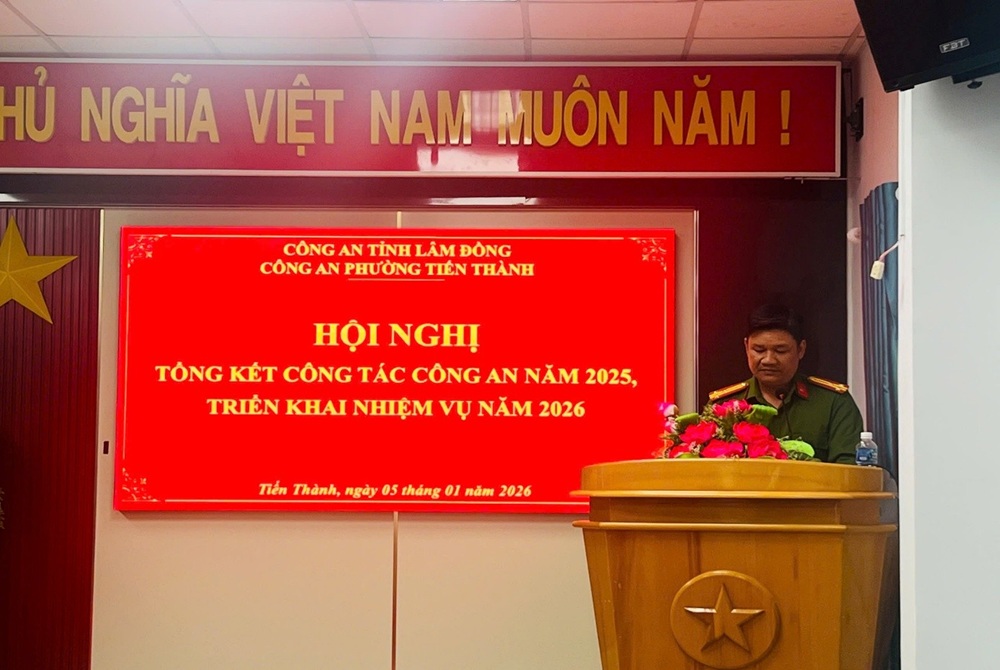 HỦ NGHĨA VIỆT NAM MUÔN NĂM !
FBT
CÔNG AN TỈNH LÂM ĐỒNG
CÔNG AN PHƯỜNG TIẾN THÀNH
HỘI NGHỊ
TỔNG KẾT CÔNG TÁC CÔNG AN NĂM 2025,
TRIỂN KHAI NHIỆM VỤ NĂM 2026
Tiến Thành, ngày 05 tháng 01 năm 2026